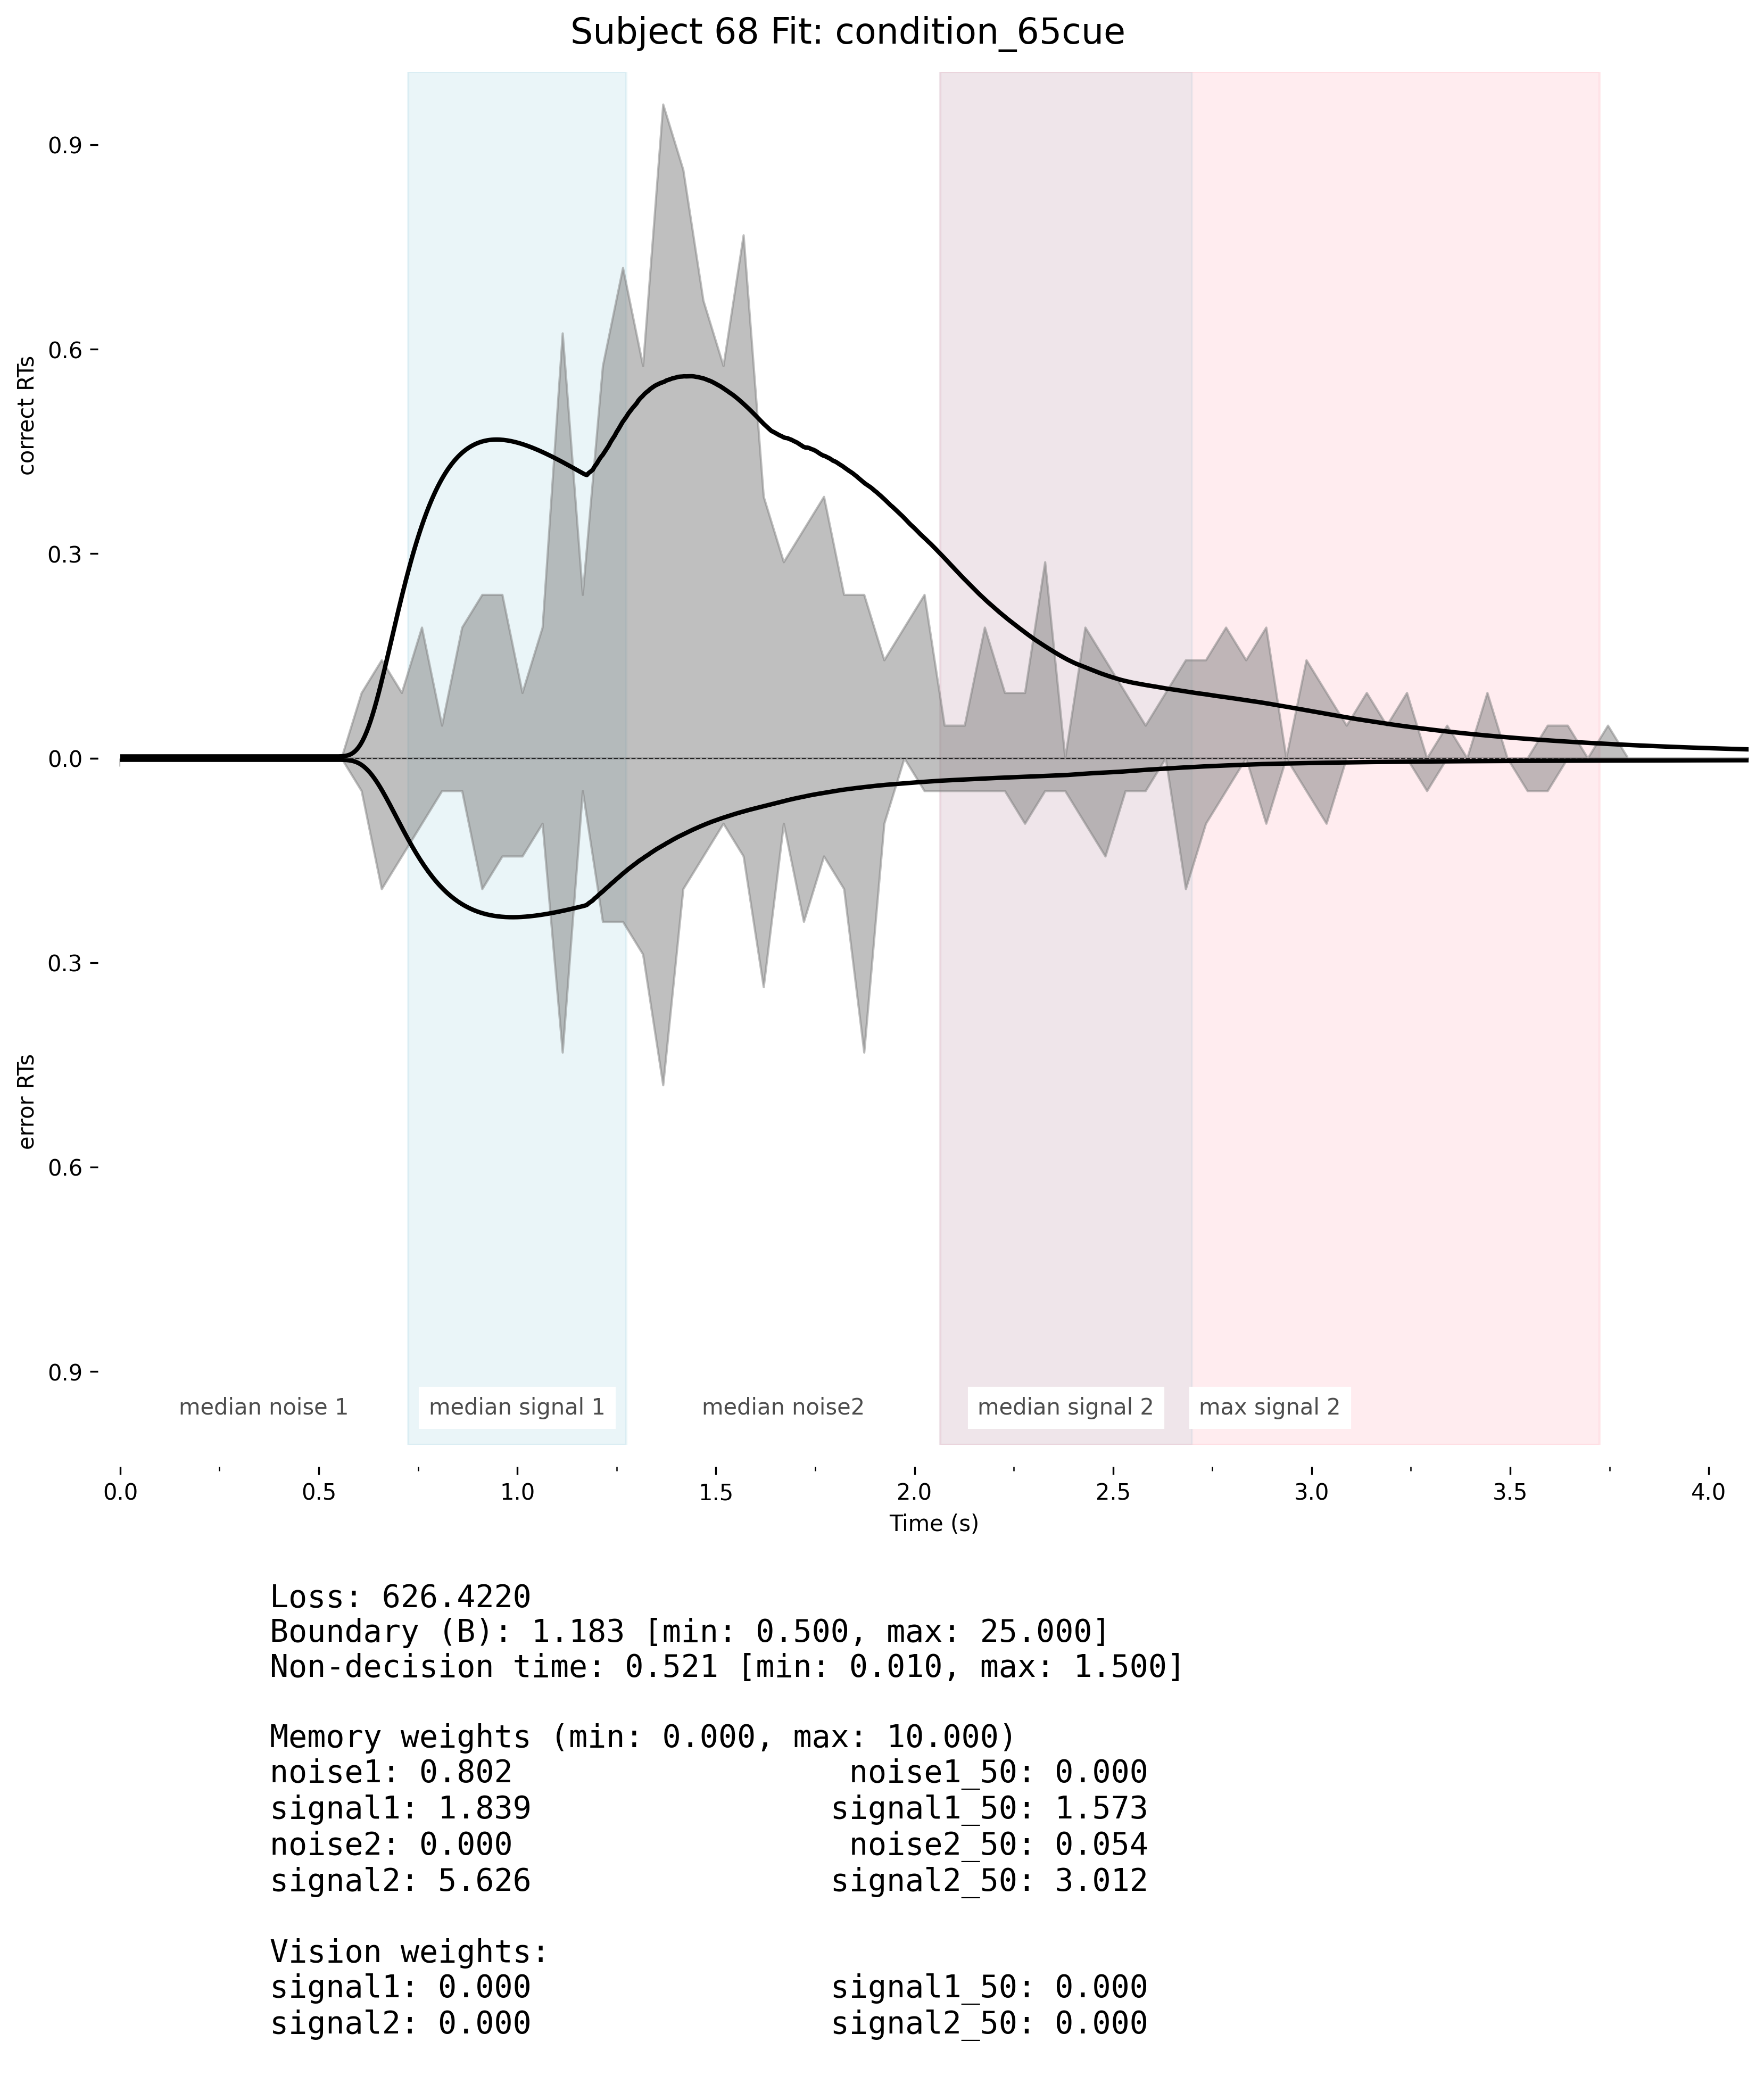 Subject 68 Fit: condition_65cue
0.9
0.6
0.3
0.0
0.3
0.6
0.9
correct RTs
error RTs
median noise 1
median signal 1
median noise2
median signal 2
max signal 2
0.0 0.5 1.0 1.5 2.0 2.5 3.0 3.5 4.0
Time (s)
Loss: 626.4220
Boundary (B): 1.183 [min: 0.500, max: 25.000]
Non-decision time: 0.521 [min: 0.010, max: 1.500]
Memory weights (min: 0.000, max: 10.000)
noise1: 0.802 noise1_50: 0.000
signal1: 1.839 signal1_50: 1.573
noise2: 0.000 noise2_50: 0.054
signal2: 5.626 signal2_50: 3.012
Vision weights:
signal1: 0.000 signal1_50: 0.000
signal2: 0.000 signal2_50: 0.000